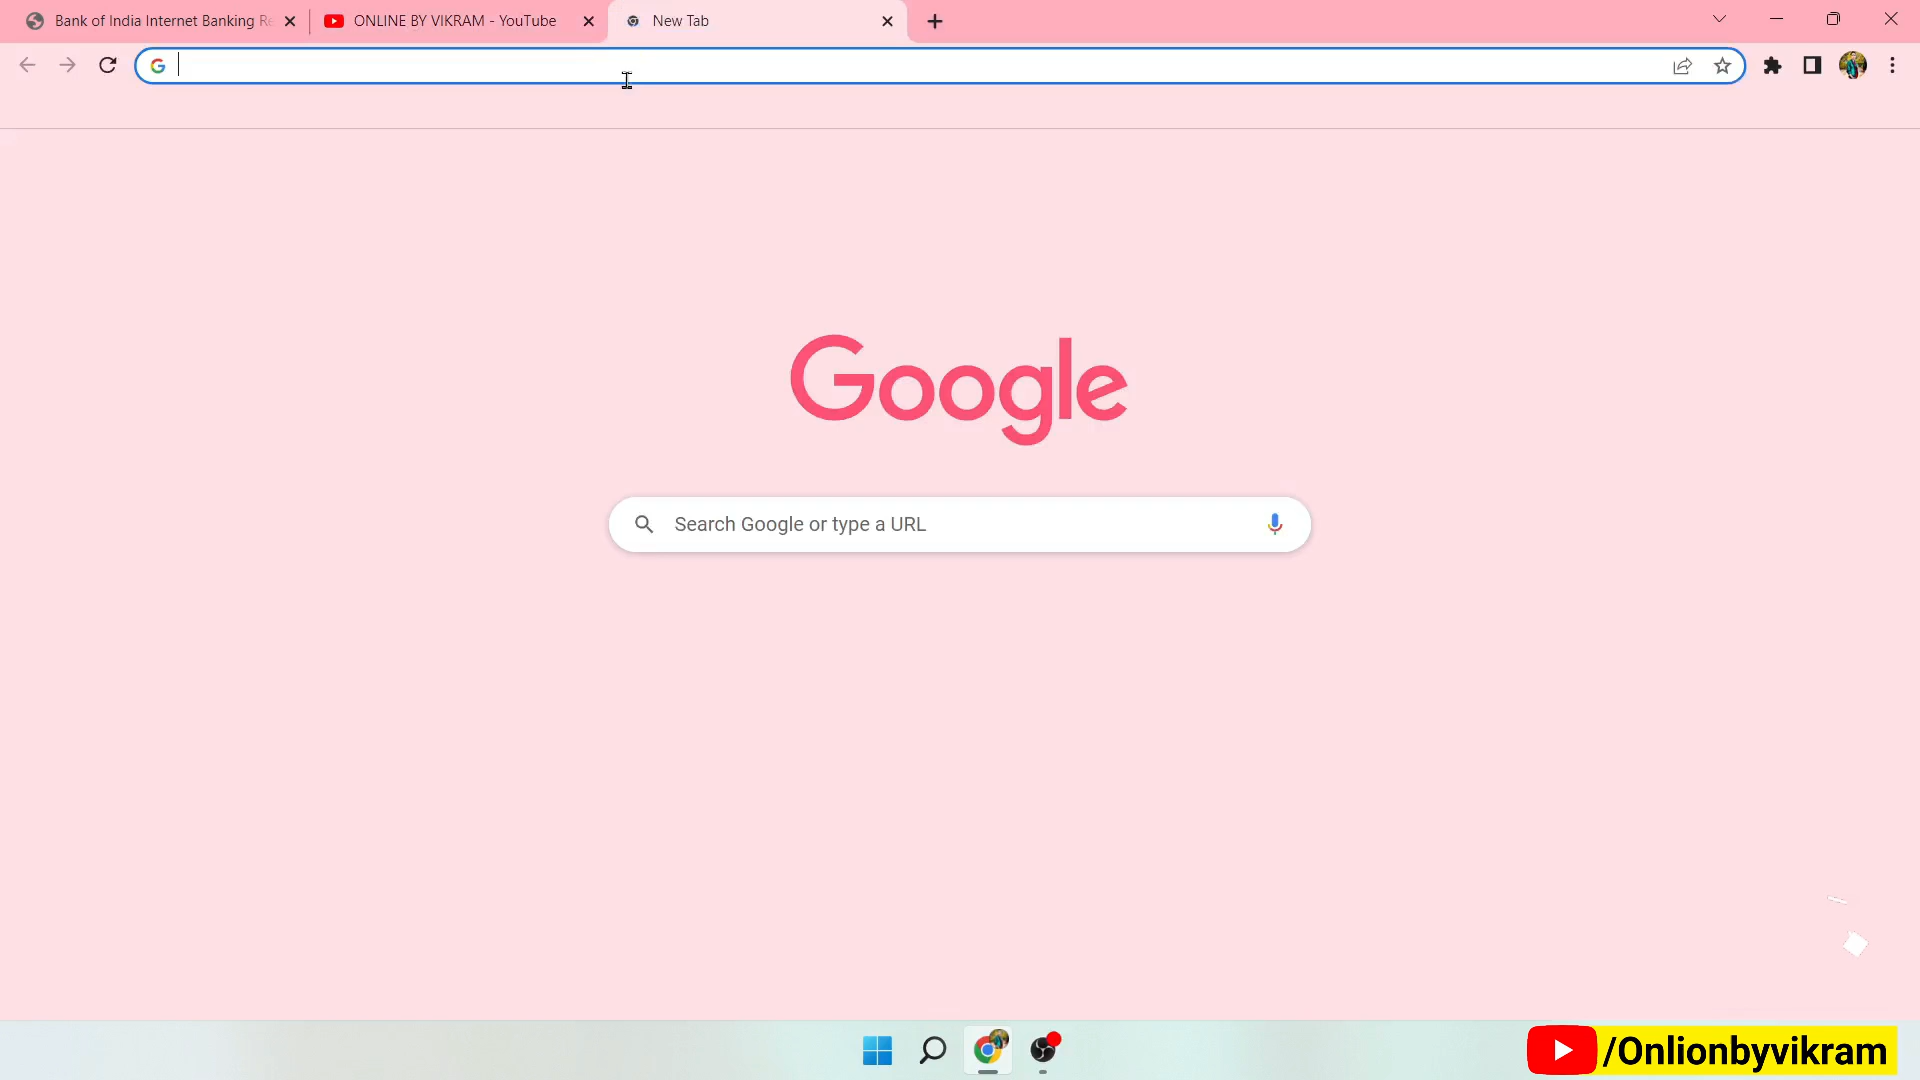 Bank of India Internet Banking Re
ONLINE BY VIKRAM - YouTube
New Tab
Google
Search Google or type a URL
/Onlionbyvikram